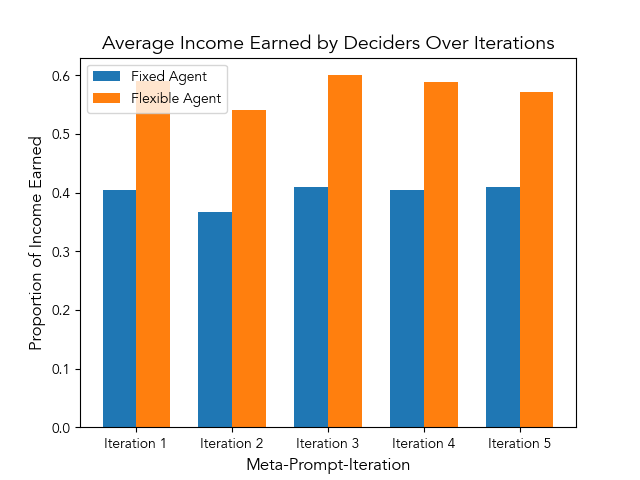 Average Income Earned by Deciders Over Iterations
Fixed Agent
Flexible Agent
Proportion of Income Earned
0.6
0.5
0.4
0.3
0.2
0.1
0.0
Iteration 1
Iteration 2
Iteration 3
Iteration 4
Iteration 5
Meta-Prompt-Iteration